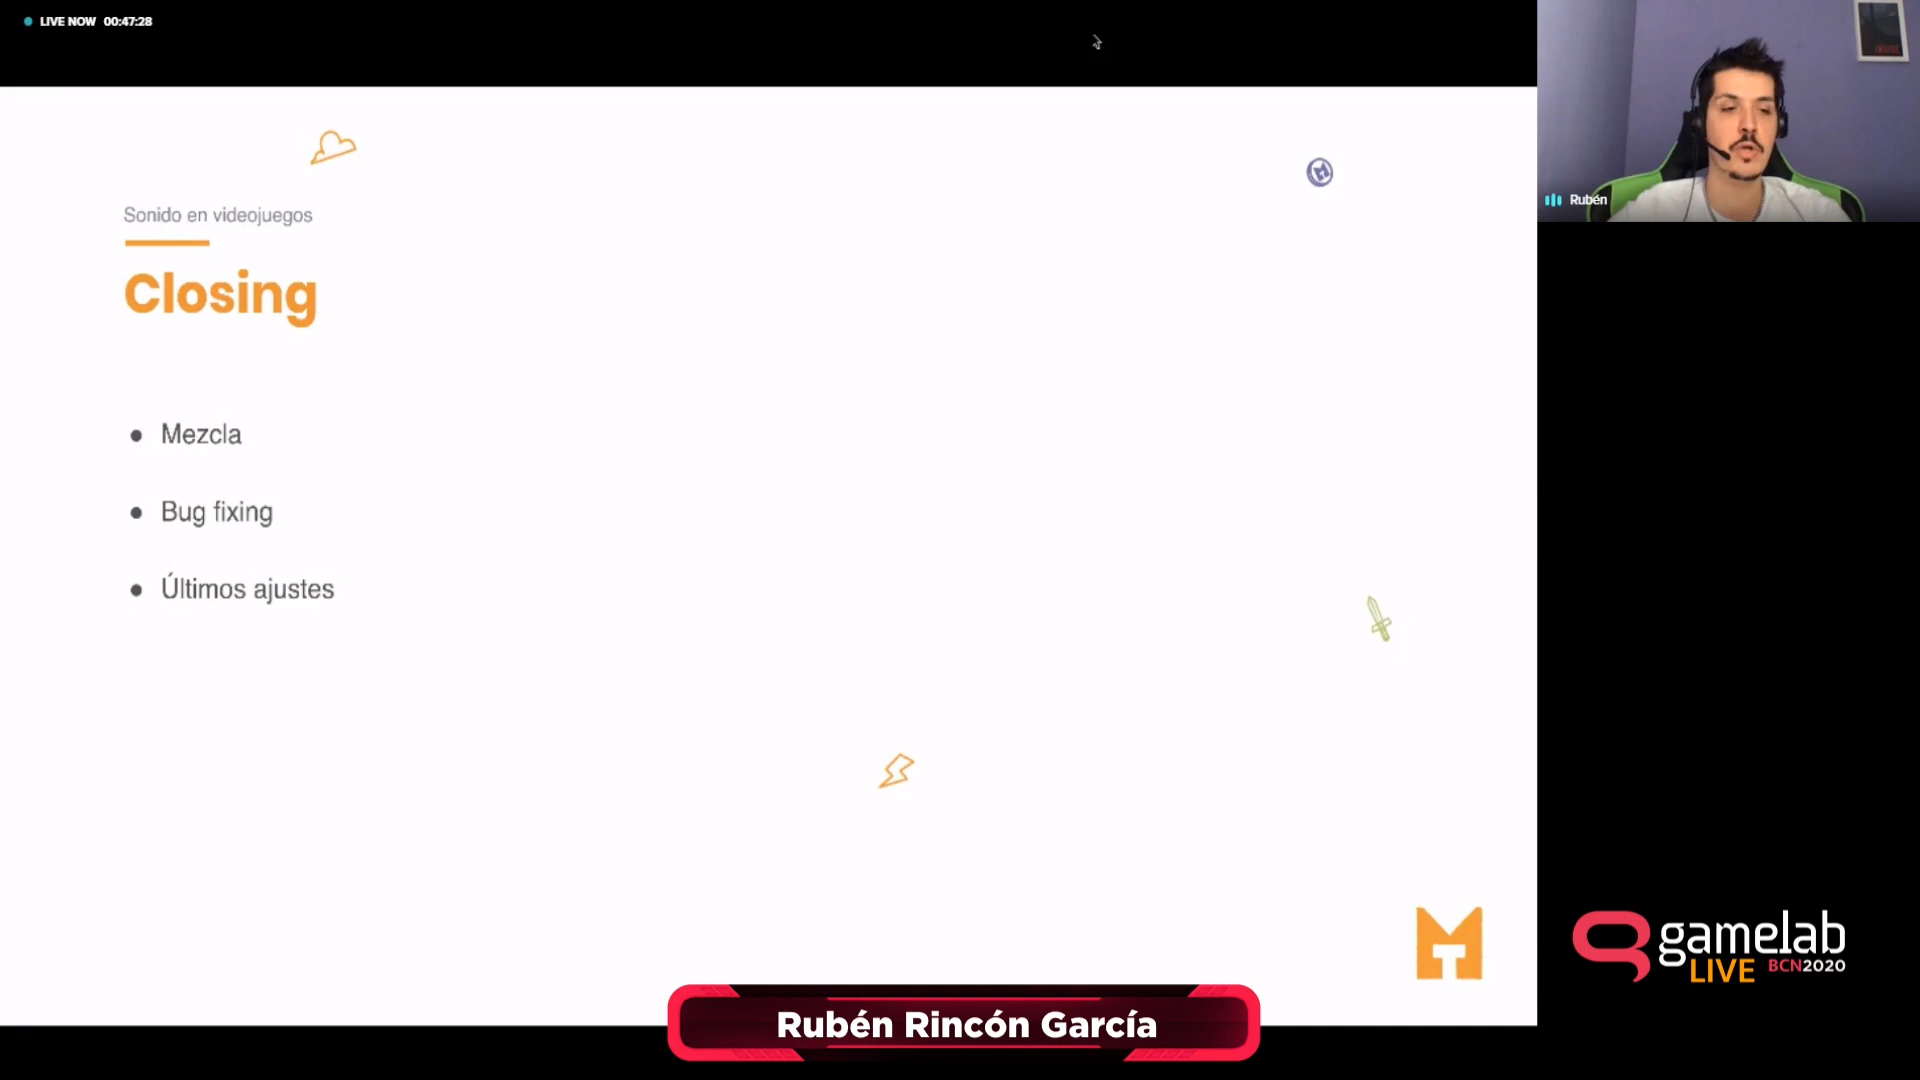 LIVE NOW 00:47:28
Sonido en videojuegos
Closing
● Mezcla
● Bug fixing
● Últimos ajustes
Rubén
gamelab
LIVE BCN2020
Rubén Rincón García